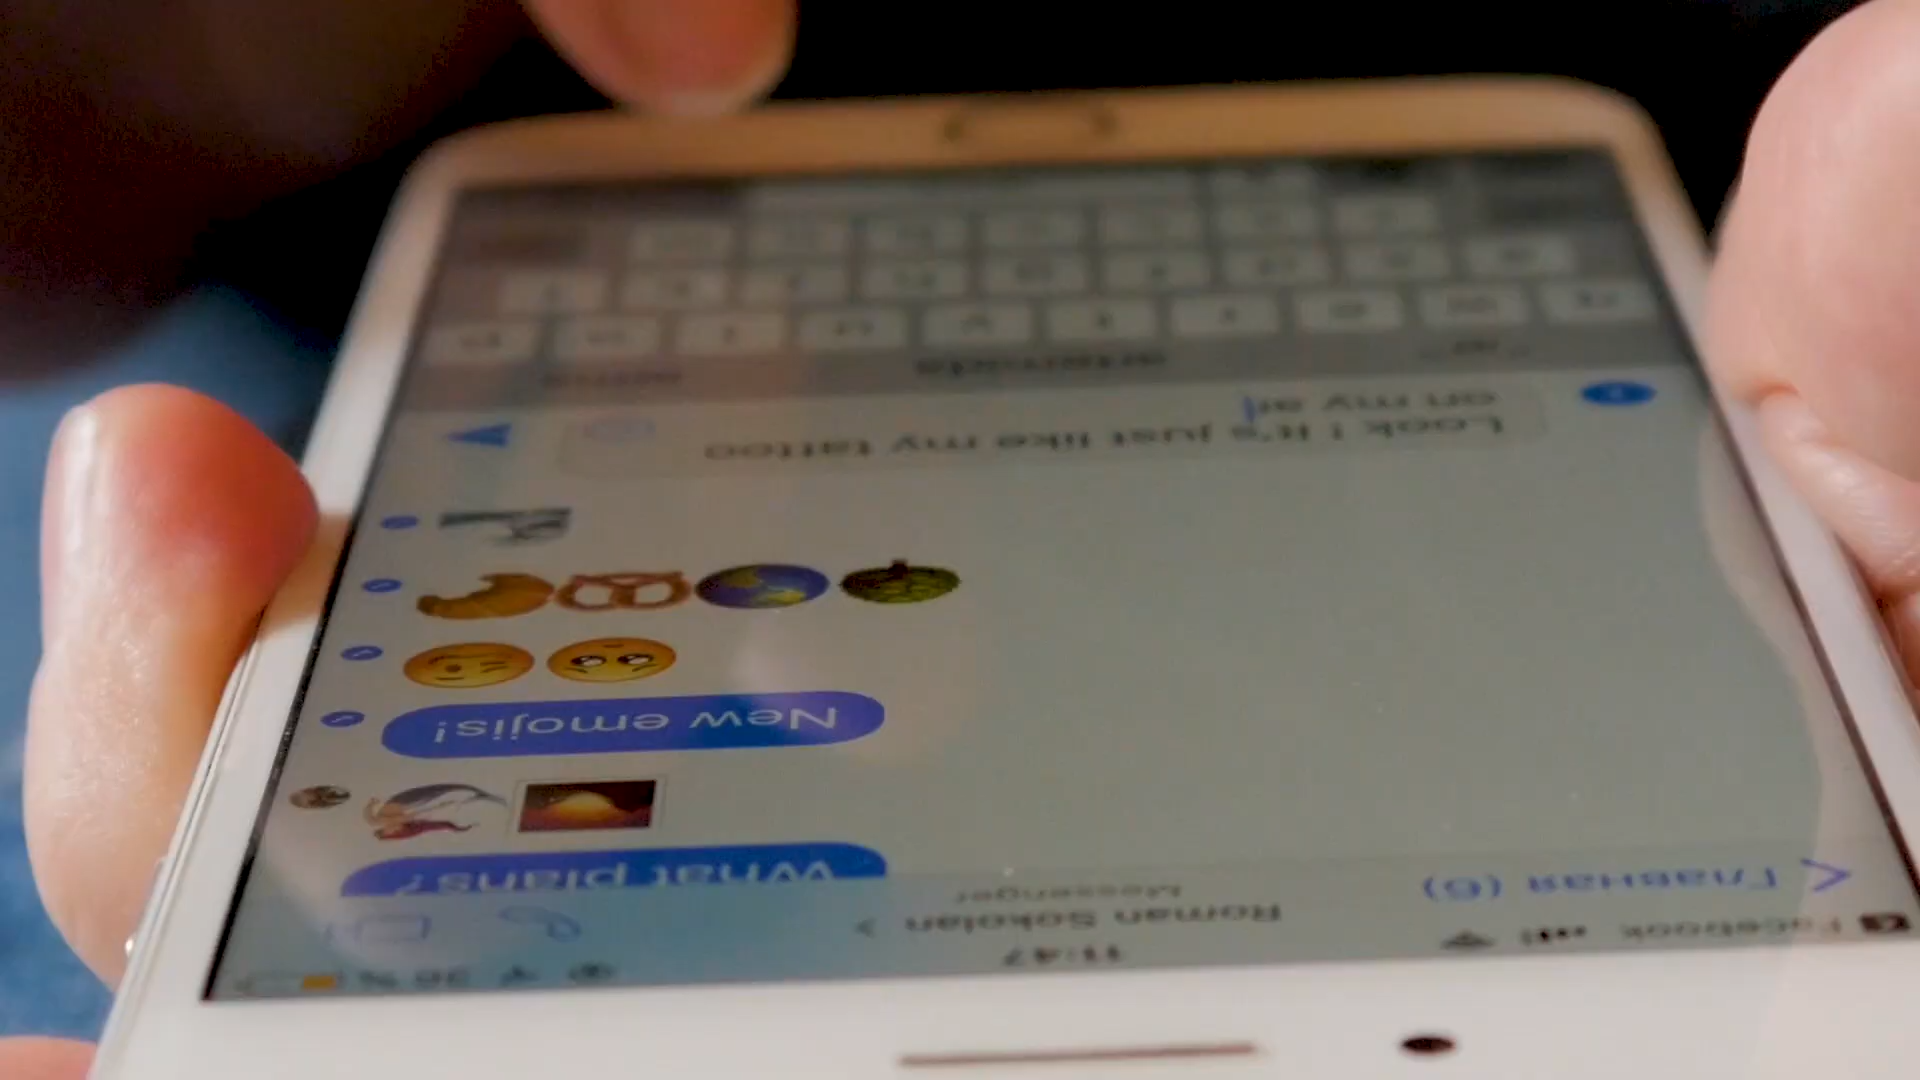 Facebook
11:47
Главная (6)
Roman Sokolan
Messenger
What plans?
New emojis!
Look ! It's just like my tattoo
on my